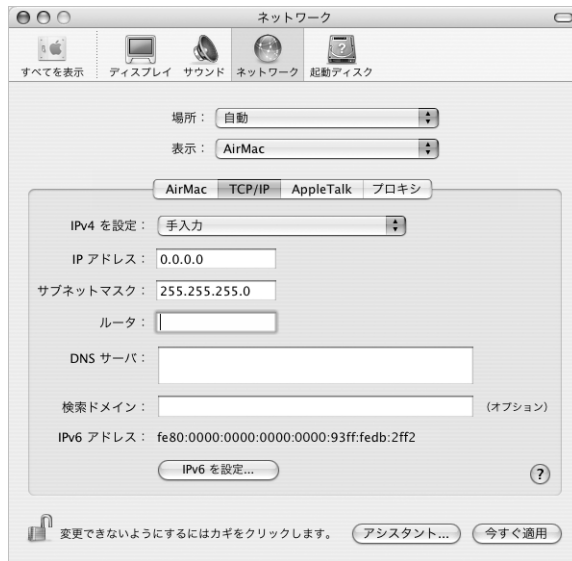 ネットワーク
すべてを表示 ディスプレイ サウンド ネットワーク 起動ディスク
場所： 自動
表示： AirMac
AirMac TCP/IP AppleTalk プロキシ
IPv4 を設定： 手入力
IP アドレス： 0.0.0.0
サブネットマスク： 255.255.255.0
ルータ：
DNS サーバ：
検索ドメイン： (オプション)
IPv6 アドレス： fe80:0000:0000:0000:0000:93ff:fedb:2ff2
IPv6 を設定... ?
変更できないようにするにはカギをクリックします。 アシスタント... 今すぐ適用